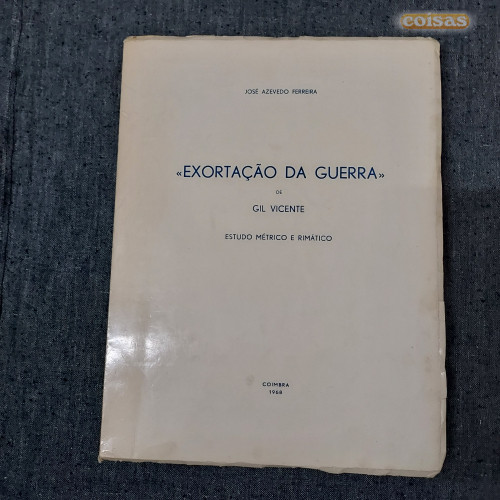 coisas
JOSÉ AZEVEDO FERREIRA
«EXORTAÇÃO DA GUERRA»
DE
GIL VICENTE
ESTUDO MÉTRICO E RIMÁTICO
COIMBRA
1968